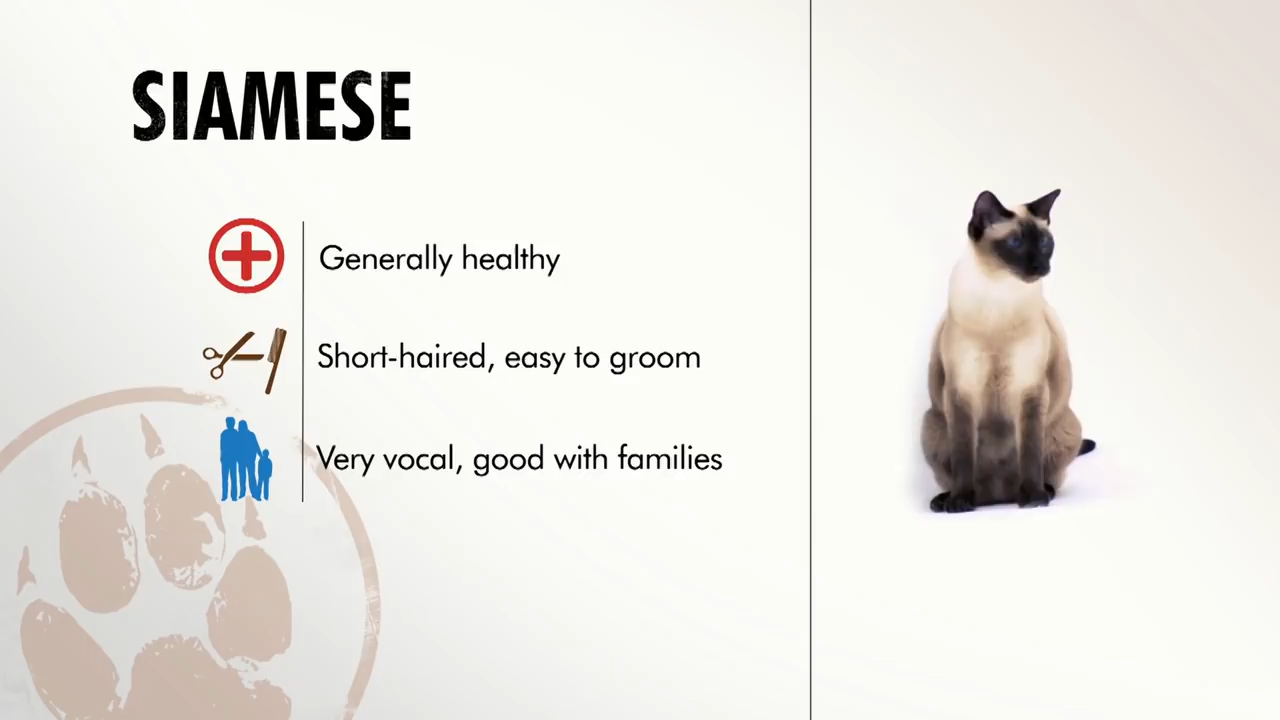 SIAMESE
Generally healthy
Short-haired, easy to groom
Very vocal, good with families